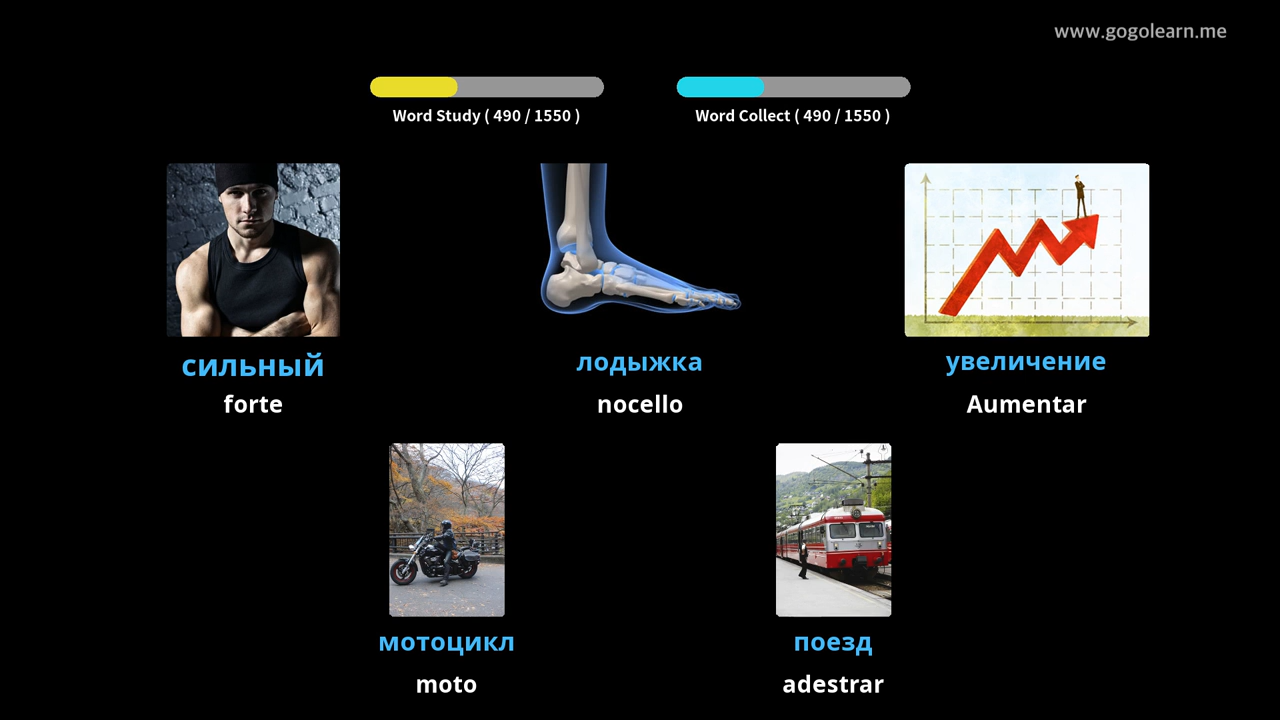 www.gogolearn.me
Word Study ( 490 / 1550 )
Word Collect ( 490 / 1550 )
сильный
forte
лодыжка
nocello
увеличение
Aumentar
мотоцикл
moto
поезд
adestrar